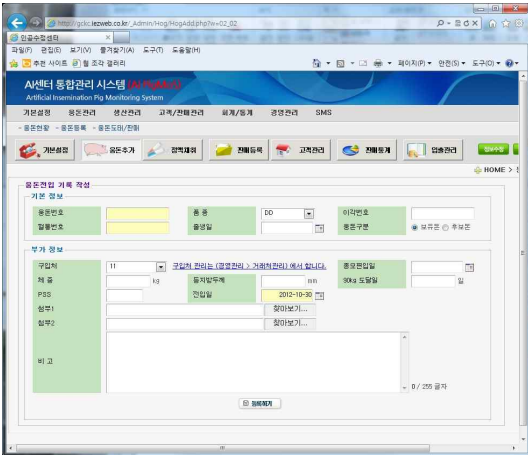 http://gckc.iezweb.co.kr/_Admin/Hog/HogAdd.php?w=02_02
인공수정센터
파일(F) 편집(E) 보기(V) 즐겨찾기(A) 도구(T) 도움말(H)
추천 사이트 웹 조각 갤러리
페이지(P) 안전(S) 도구(O)
AI센터 통합관리 시스템
Artificial Insemination Pig Monitoring System
기본설정 웅돈관리 생산관리 고객/판매관리 회계/통계 경영관리 SMS
- 웅돈현황 - 웅돈등록 - 웅돈도태/판매
기본설정 웅돈추가 정액채취 판매등록 고객관리 판매통계 입출관리
HOME >
웅돈전입 기록 작성
기본 정보
웅돈번호 품 종 DD 이각번호
혈통번호 출생일 웅돈구분 보유돈 후보돈
부가 정보
구입처 11 구입처 관리는 (경영관리 > 거래처관리) 에서 합니다. 종모판입일
체 중 kg 등지방두께 mm 90kg 도달일 일
PSS 전입일 2012-10-30
첨부1 찾아보기...
첨부2 찾아보기...
비 고
0 / 255 글자
등록하기